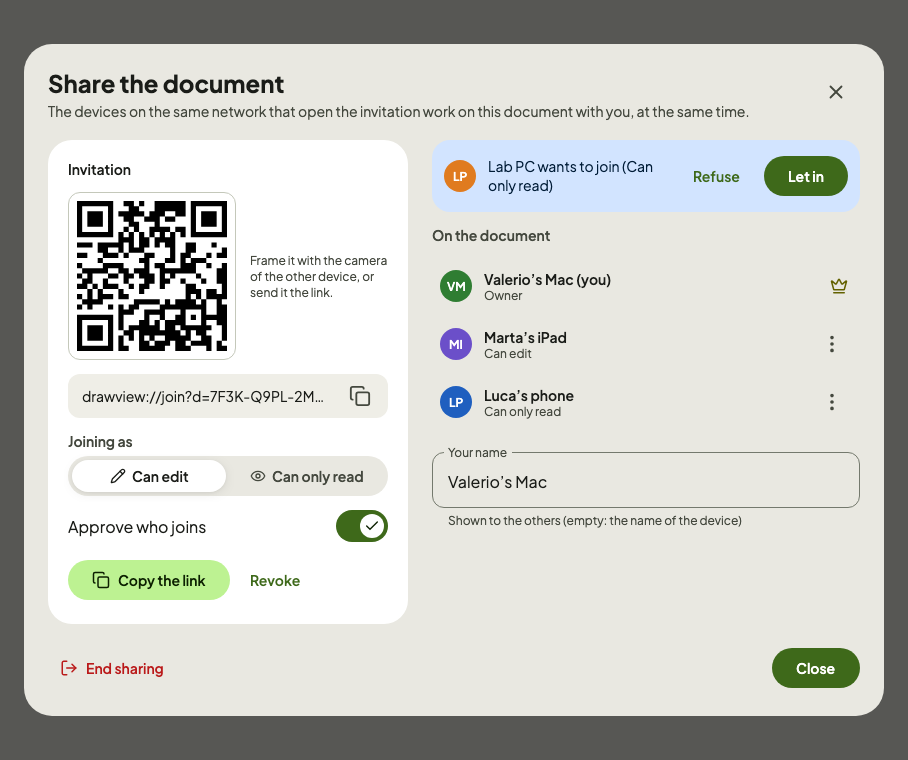 Share the document
The devices on the same network that open the invitation work on this document with you, at the same time.
Invitation
Frame it with the camera
of the other device, or
send it the link.
drawview://join?d=7F3K-Q9PL-2M…
Joining as
Can edit
Can only read
Approve who joins
Copy the link
Revoke
LP
Lab PC wants to join (Can
only read)
Refuse
Let in
On the document
VM
Valerio’s Mac (you)
Owner
MI
Marta’s iPad
Can edit
LP
Luca’s phone
Can only read
Your name
Valerio’s Mac
Shown to the others (empty: the name of the device)
End sharing
Close